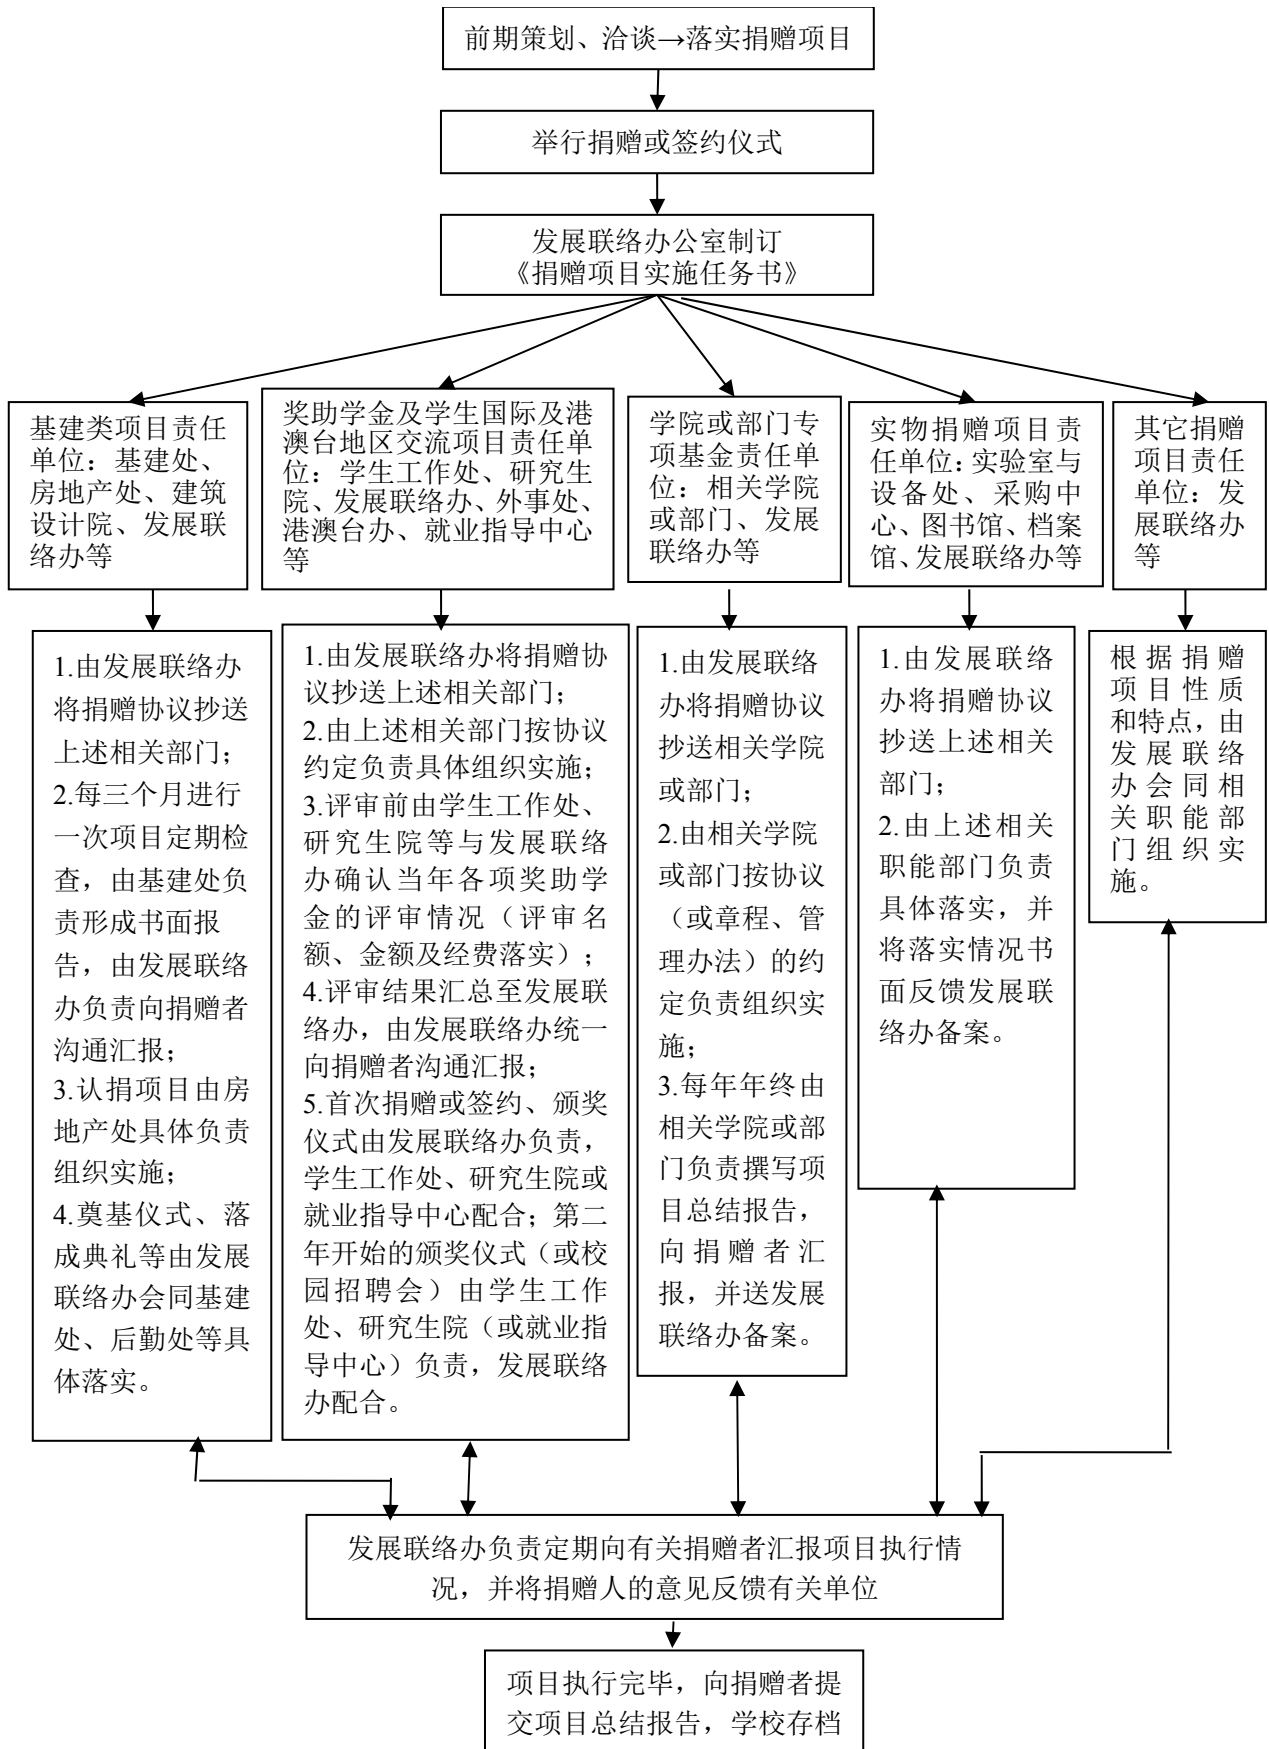 前期策划、洽谈→落实捐赠项目
举行捐赠或签约仪式
发展联络办公室制订
《捐赠项目实施任务书》
基建类项目责任
单位：基建处、
房地产处、建筑
设计院、发展联
络办等
奖助学金及学生国际及港
澳台地区交流项目责任单
位：学生工作处、研究生
院、发展联络办、外事处、
港澳台办、就业指导中心
等
学院或部门专
项基金责任单
位：相关学院
或部门、发展
联络办等
实物捐赠项目责
任单位：实验室与
设备处、采购中
心、图书馆、档案
馆、发展联络办等
其它捐赠
项目责任
单位：发
展联络办
等
1.由发展联络办
将捐赠协议抄送
上述相关部门；
2.每三个月进行
一次项目定期检
查，由基建处负
责形成书面报
告，由发展联络
办负责向捐赠者
沟通汇报；
3.认捐项目由房
地产处具体负责
组织实施；
4.奠基仪式、落
成典礼等由发展
联络办会同基建
处、后勤处等具
体落实。
1.由发展联络办将捐赠协
议抄送上述相关部门；
2.由上述相关部门按协议
约定负责具体组织实施；
3.评审前由学生工作处、
研究生院等与发展联络
办确认当年各项奖助学
金的评审情况（评审名
额、金额及经费落实）；
4.评审结果汇总至发展联
络办，由发展联络办统一
向捐赠者沟通汇报；
5.首次捐赠或签约、颁奖
仪式由发展联络办负责，
学生工作处、研究生院或
就业指导中心配合；第二
年开始的颁奖仪式（或校
园招聘会）由学生工作
处、研究生院（或就业指
导中心）负责，发展联络
办配合。
1.由发展联络
办将捐赠协议
抄送相关学院
或部门；
2.由相关学院
或部门按协议
（或章程、管
理办法）的约
定负责组织实
施；
3.每年年终由
相关学院或部
门负责撰写项
目总结报告，
向捐赠者汇
报，并送发展
联络办备案。
1.由发展联络
办将捐赠协议
抄送上述相关
部门；
2.由上述相关
职能部门负责
具体落实，并
将落实情况书
面反馈发展联
络办备案。
根据捐赠
项目性质
和特点，由
发展联络
办会同相
关职能部
门组织实
施。
发展联络办负责定期向有关捐赠者汇报项目执行情
况，并将捐赠人的意见反馈有关单位
项目执行完毕，向捐赠者提
交项目总结报告，学校存档